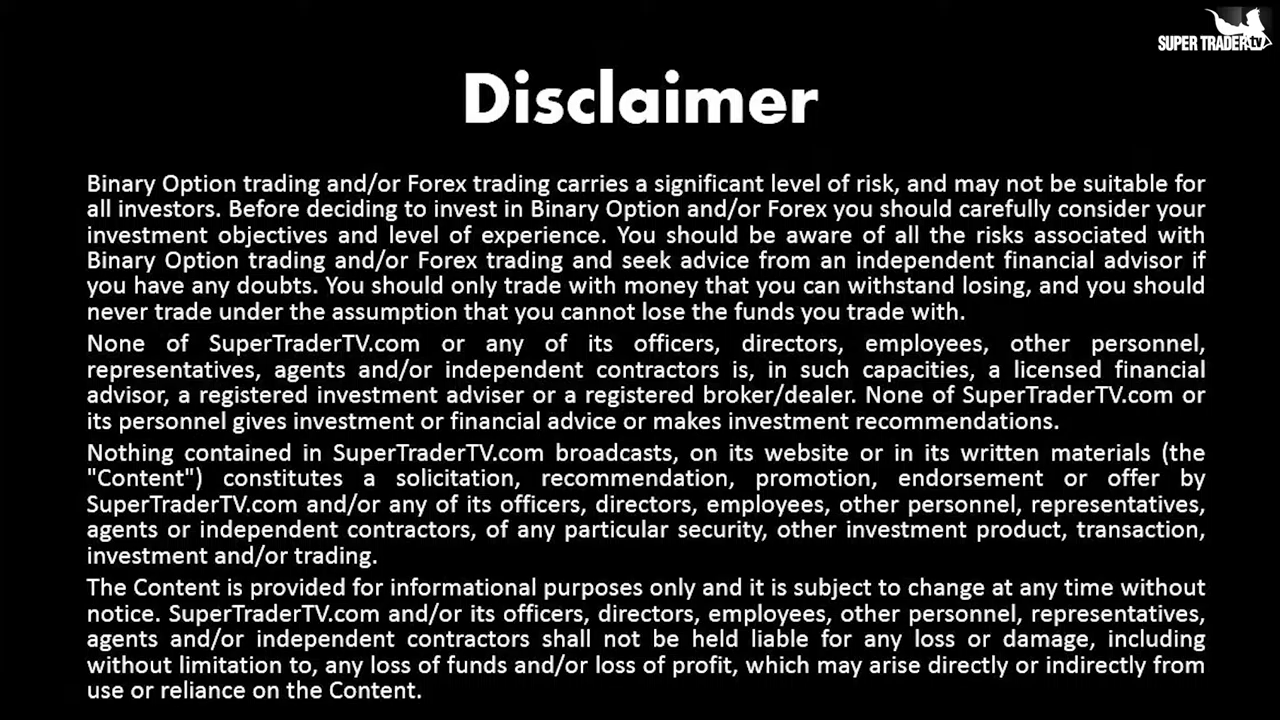 SUPER TRADER tv
Disclaimer
Binary Option trading and/or Forex trading carries a significant level of risk, and may not be suitable for
all investors. Before deciding to invest in Binary Option and/or Forex you should carefully consider your
investment objectives and level of experience. You should be aware of all the risks associated with
Binary Option trading and/or Forex trading and seek advice from an independent financial advisor if
you have any doubts. You should only trade with money that you can withstand losing, and you should
never trade under the assumption that you cannot lose the funds you trade with.
None of SuperTraderTV.com or any of its officers, directors, employees, other personnel,
representatives, agents and/or independent contractors is, in such capacities, a licensed financial
advisor, a registered investment adviser or a registered broker/dealer. None of SuperTraderTV.com or
its personnel gives investment or financial advice or makes investment recommendations.
Nothing contained in SuperTraderTV.com broadcasts, on its website or in its written materials (the
"Content") constitutes a solicitation, recommendation, promotion, endorsement or offer by
SuperTraderTV.com and/or any of its officers, directors, employees, other personnel, representatives,
agents or independent contractors, of any particular security, other investment product, transaction,
investment and/or trading.
The Content is provided for informational purposes only and it is subject to change at any time without
notice. SuperTraderTV.com and/or its officers, directors, employees, other personnel, representatives,
agents and/or independent contractors shall not be held liable for any loss or damage, including
without limitation to, any loss of funds and/or loss of profit, which may arise directly or indirectly from
use or reliance on the Content.